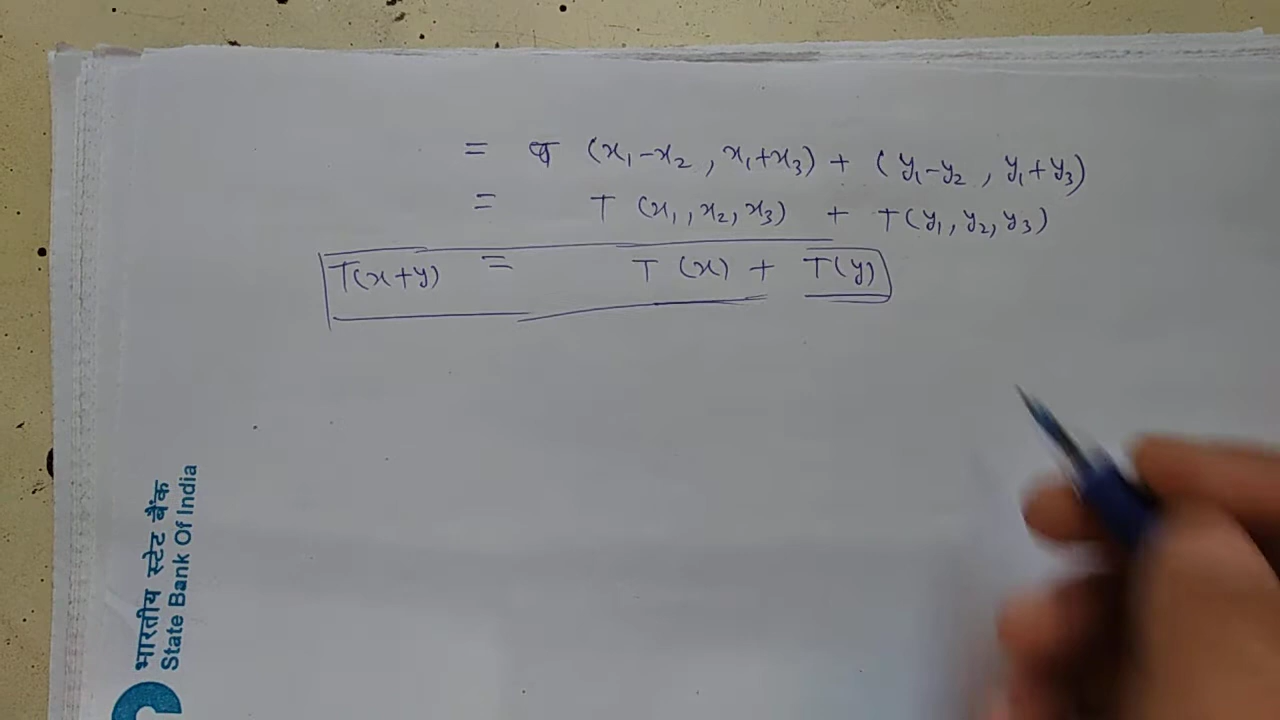 = (x₁-x₂, x₁+x₃) + (y₁-y₂, y₁+y₃)
= T (x₁, x₂, x₃) + T(y₁, y₂, y₃)
T(x+y) = T (x) + T(y)
भारतीय स्टेट बैंक
State Bank Of India